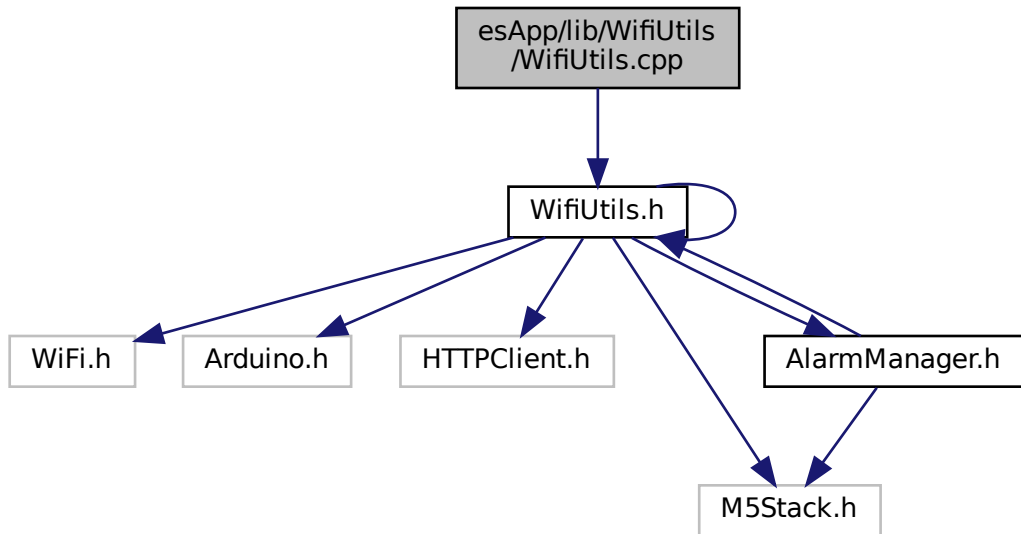 esApp/lib/WifiUtils
/WifiUtils.cpp
WifiUtils.h
WiFi.h
Arduino.h
HTTPClient.h
AlarmManager.h
M5Stack.h